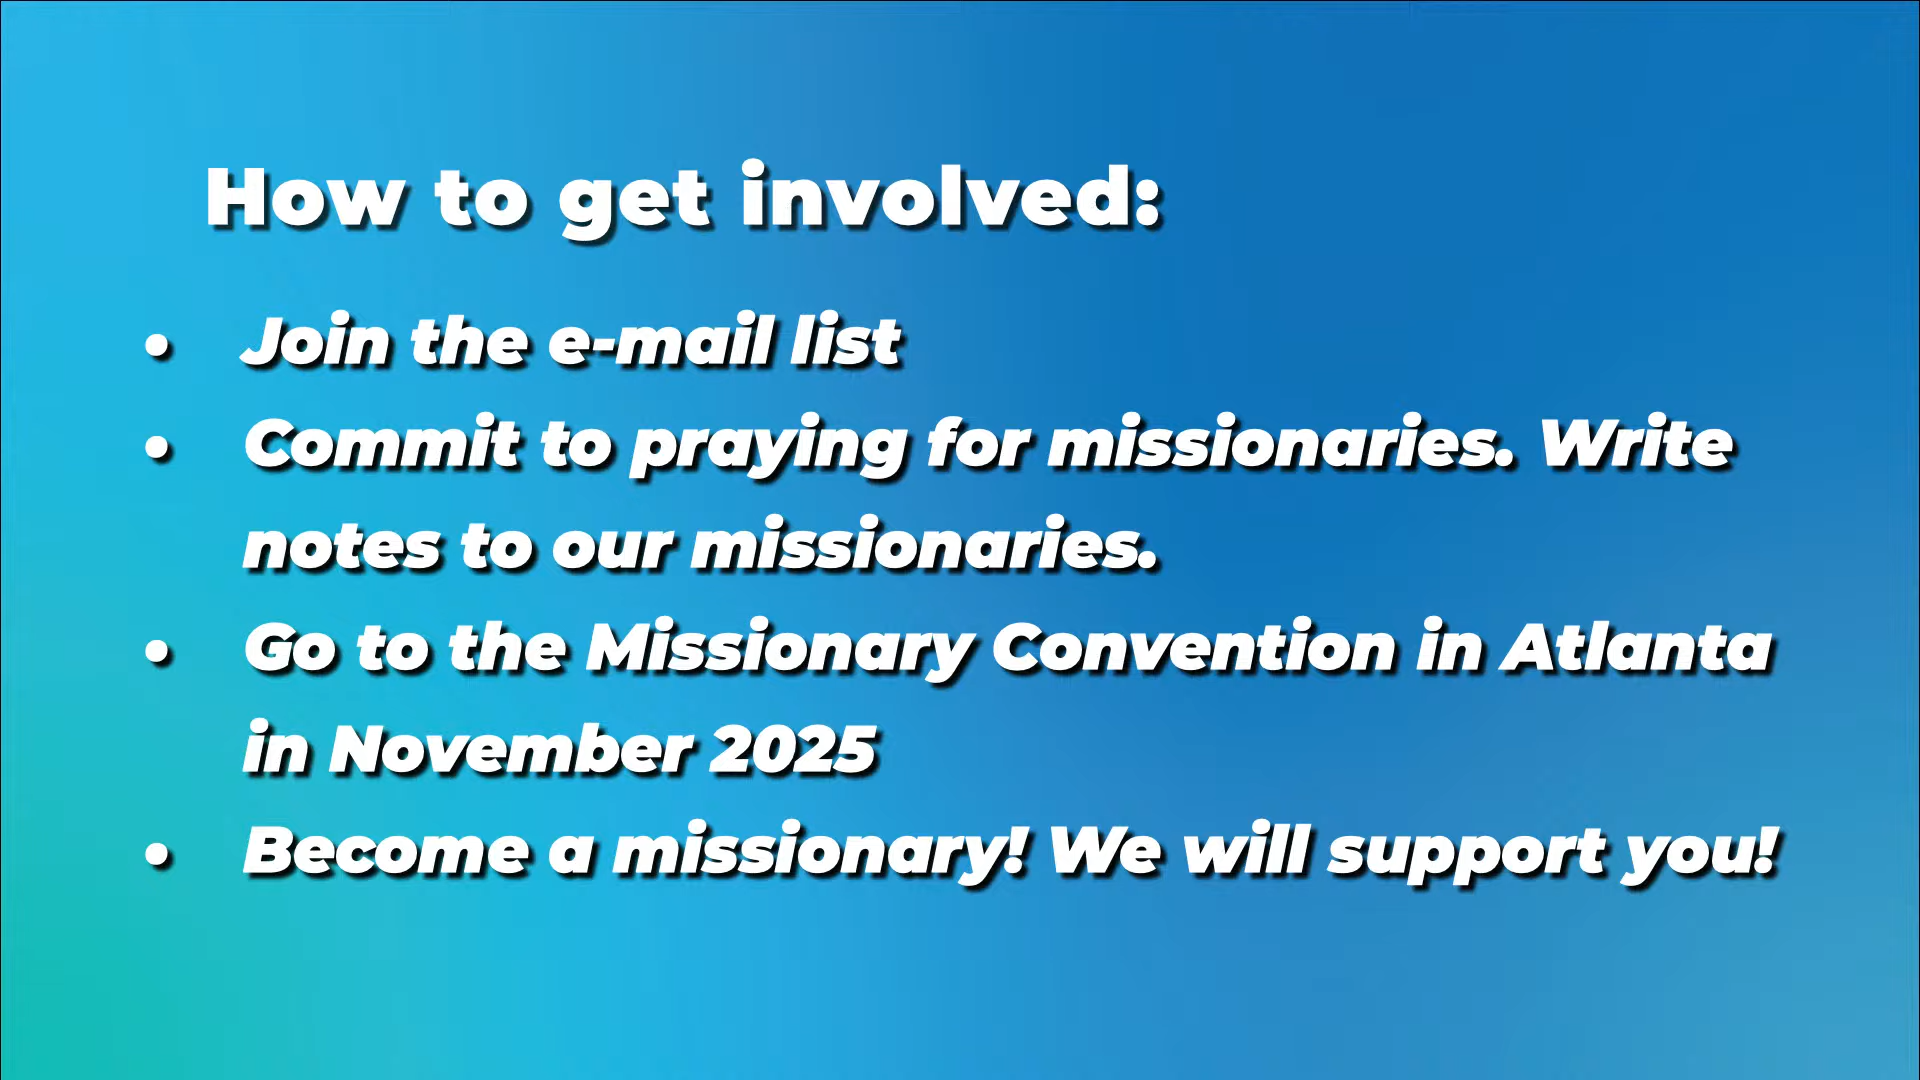 How to get involved:
• Join the e-mail list
• Commit to praying for missionaries. Write
notes to our missionaries.
• Go to the Missionary Convention in Atlanta
in November 2025
• Become a missionary! We will support you!